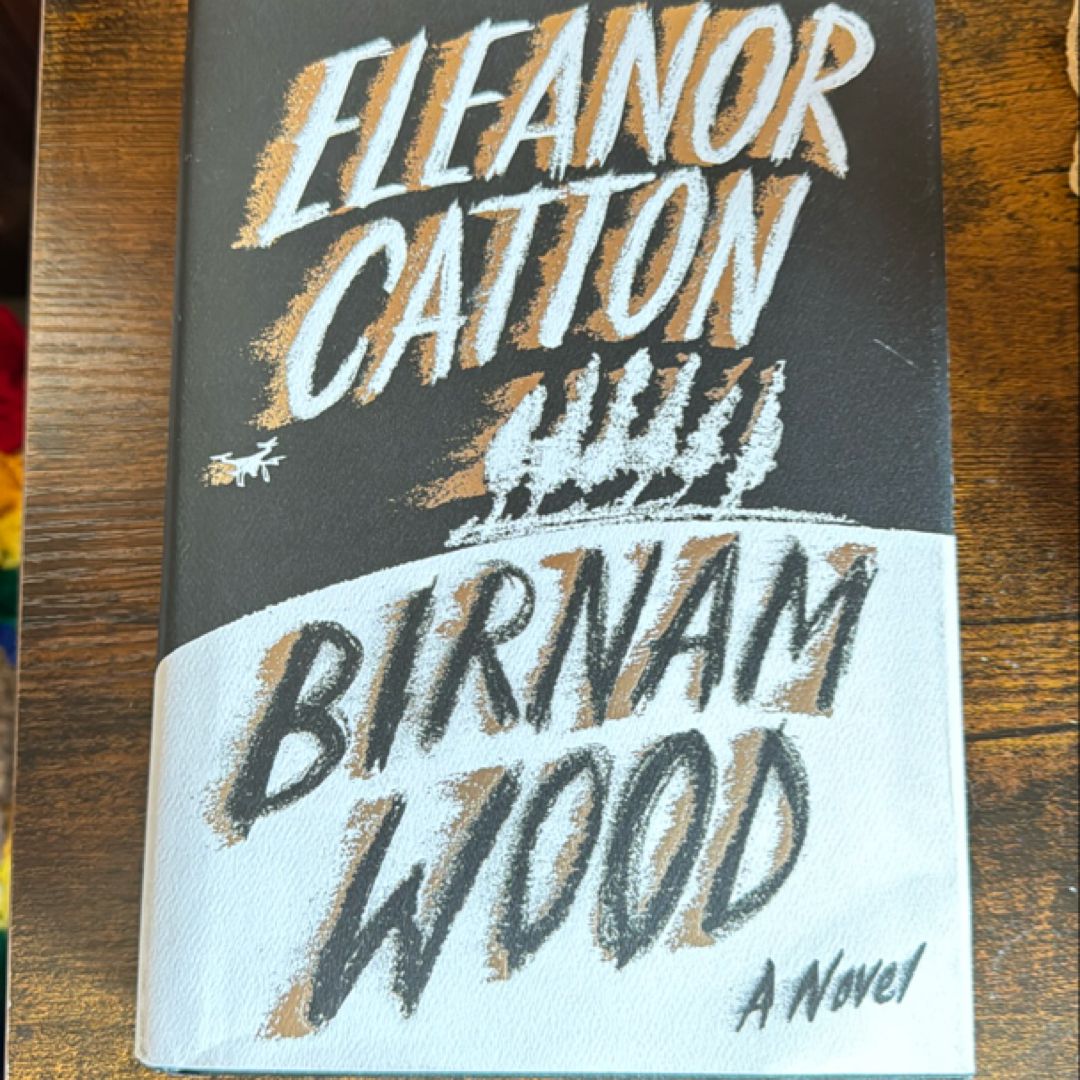 ELEANOR
CATTON
BIRNAM
WOOD
A Novel